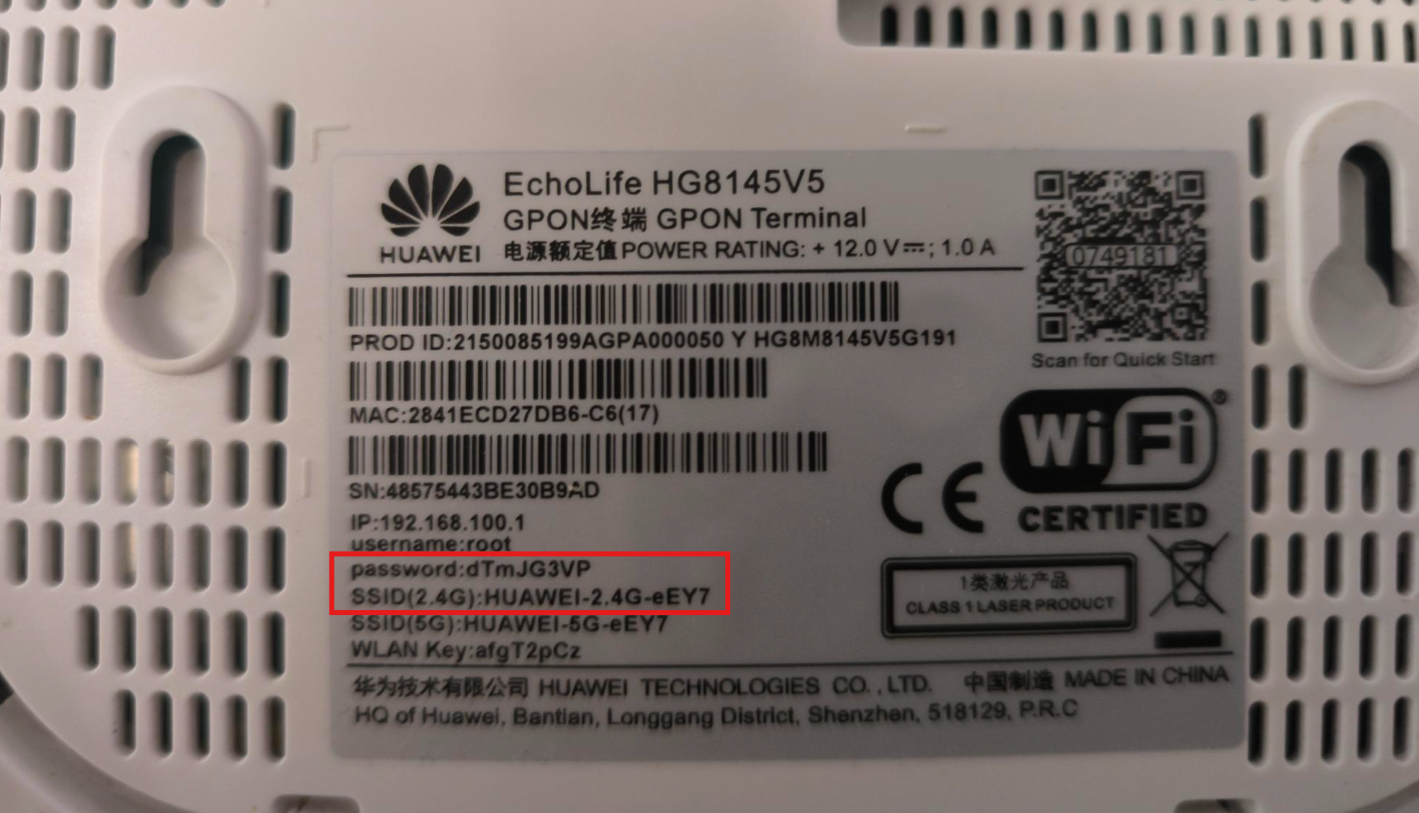 HUAWEI
EchoLife HG8145V5
GPON终端 GPON Terminal
电源额定值 POWER RATING: + 12.0 V⎓; 1.0 A
0749181
Scan for Quick Start
PROD ID:2150085199AGPA000050 Y HG8M8145V5G191
MAC:2841ECD27DB6-C6(17)
SN:48575443BE30B9AD
IP:192.168.100.1
username:root
password:dTmJG3VP
SSID(2.4G):HUAWEI-2.4G-eEY7
SSID(5G):HUAWEI-5G-eEY7
WLAN Key:afgT2pCz
WiFi®
CERTIFIED
CE
1类激光产品
CLASS 1 LASER PRODUCT
华为技术有限公司 HUAWEI TECHNOLOGIES CO.,LTD. 中国制造 MADE IN CHINA
HQ of Huawei, Bantian, Longgang District, Shenzhen, 518129, P.R.C